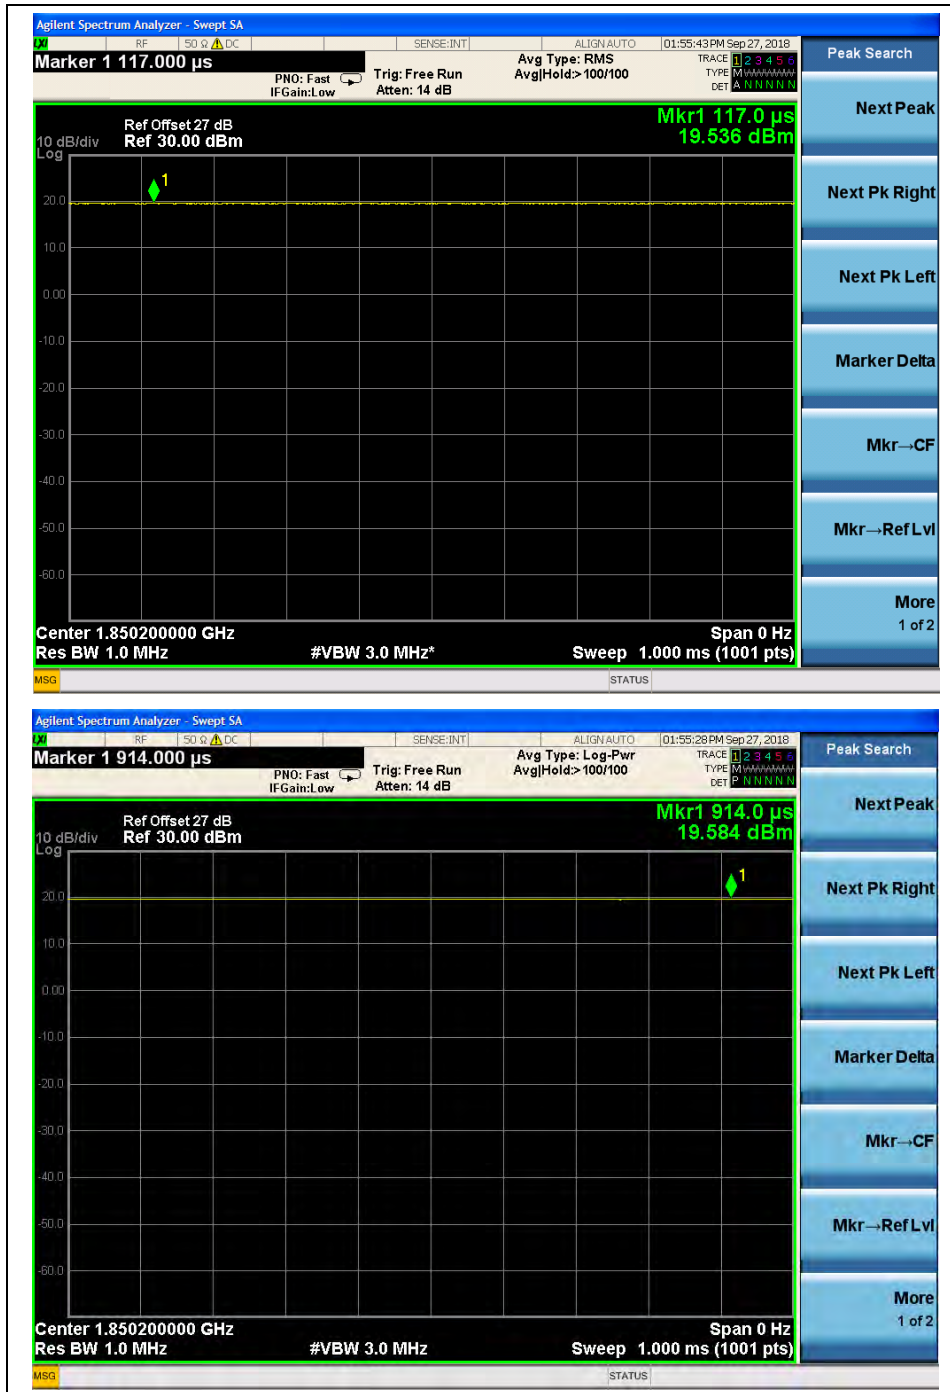 Agilent Spectrum Analyzer - Swept SA
LXI RF 50 Ω DC SENSE:INT ALIGN AUTO 01:55:43 PM Sep 27, 2018
Marker 1 117.000 µs
PNO: Fast
IFGain:Low
Trig: Free Run
Atten: 14 dB
Avg Type: RMS
Avg|Hold:>100/100
TRACE 1 2 3 4 5 6
TYPE M WWWWW
DET A N N N N N
Peak Search
Mkr1 117.0 µs
19.536 dBm
Ref Offset 27 dB
10 dB/div Ref 30.00 dBm
Log
1
20.0
10.0
0.00
-10.0
-20.0
-30.0
-40.0
-50.0
-60.0
Center 1.850200000 GHz Span 0 Hz
Res BW 1.0 MHz #VBW 3.0 MHz* Sweep 1.000 ms (1001 pts)
MSG STATUS
Next Peak
Next Pk Right
Next Pk Left
Marker Delta
Mkr→CF
Mkr→Ref Lvl
More
1 of 2
Agilent Spectrum Analyzer - Swept SA
LXI RF 50 Ω DC SENSE:INT ALIGN AUTO 01:55:28 PM Sep 27, 2018
Marker 1 914.000 µs
PNO: Fast
IFGain:Low
Trig: Free Run
Atten: 14 dB
Avg Type: Log-Pwr
Avg|Hold:>100/100
TRACE 1 2 3 4 5 6
TYPE M WWWWW
DET P N N N N N
Peak Search
Mkr1 914.0 µs
19.584 dBm
Ref Offset 27 dB
10 dB/div Ref 30.00 dBm
Log
1
20.0
10.0
0.00
-10.0
-20.0
-30.0
-40.0
-50.0
-60.0
Center 1.850200000 GHz Span 0 Hz
Res BW 1.0 MHz #VBW 3.0 MHz Sweep 1.000 ms (1001 pts)
MSG STATUS
Next Peak
Next Pk Right
Next Pk Left
Marker Delta
Mkr→CF
Mkr→Ref Lvl
More
1 of 2